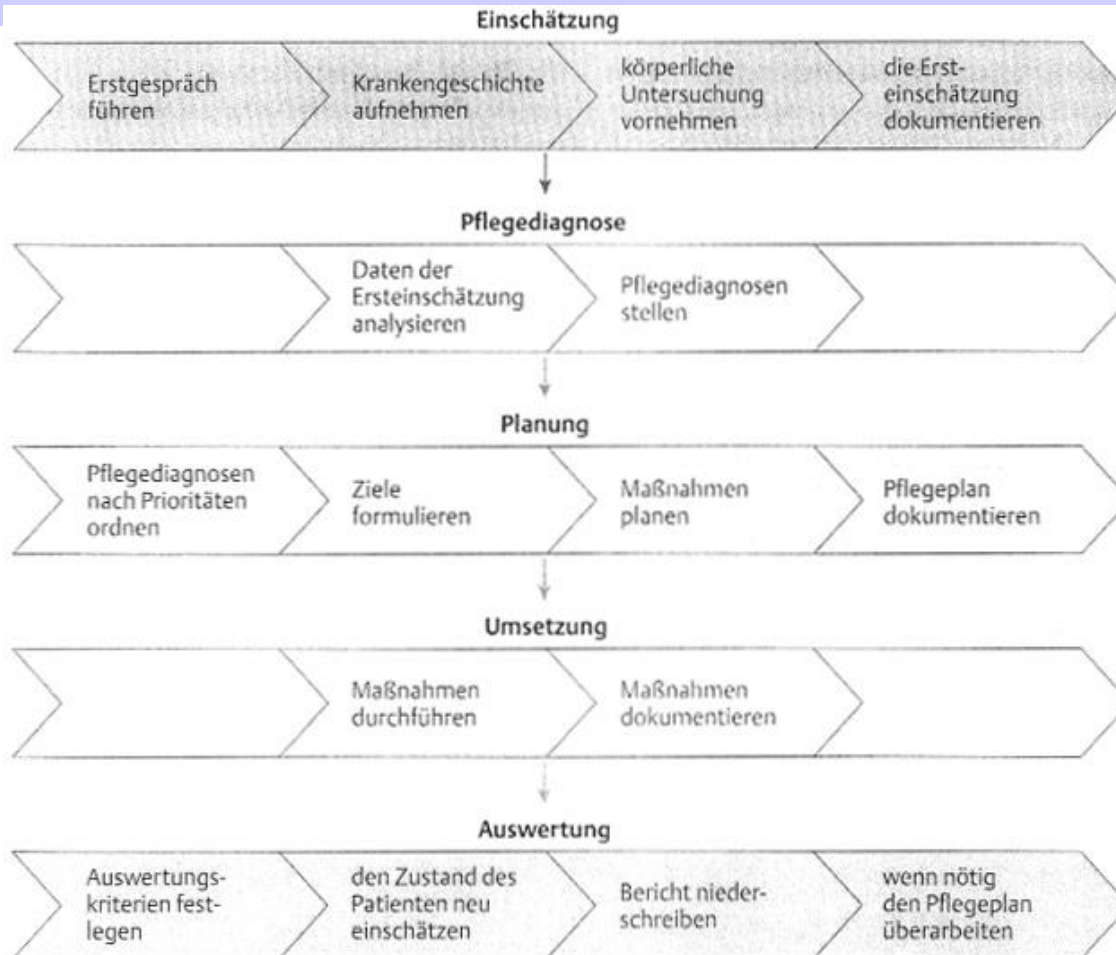 Einschätzung
Erstgespräch
führen
Krankengeschichte
aufnehmen
körperliche
Untersuchung
vornehmen
die Erst-
einschätzung
dokumentieren
Pflegediagnose
Daten der
Ersteinschätzung
analysieren
Pflegediagnosen
stellen
Planung
Pflegediagnosen
nach Prioritäten
ordnen
Ziele
formulieren
Maßnahmen
planen
Pflegeplan
dokumentieren
Umsetzung
Maßnahmen
durchführen
Maßnahmen
dokumentieren
Auswertung
Auswertungs-
kriterien fest-
legen
den Zustand des
Patienten neu
einschätzen
Bericht nieder-
schreiben
wenn nötig
den Pflegeplan
überarbeiten